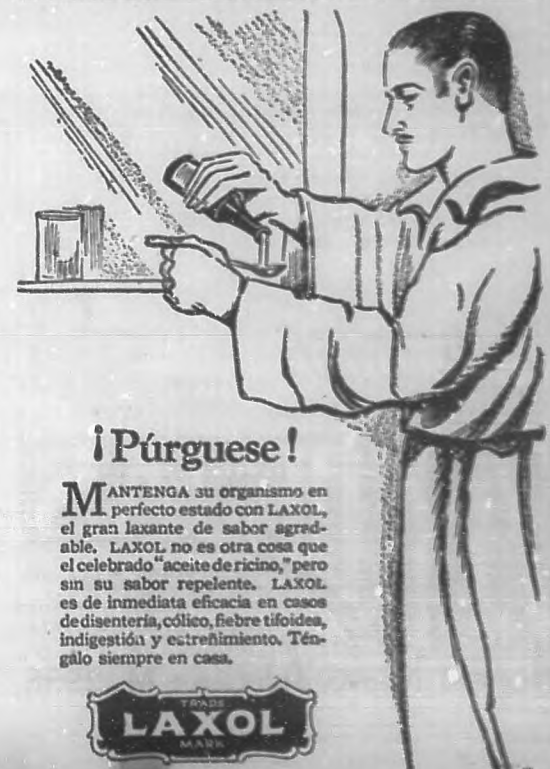 ¡Púrguese!
MANTENGA su organismo en
perfecto estado con LAXOL,
el gran laxante de sabor agrad-
able. LAXOL no es otra cosa que
el celebrado "aceite de ricino," pero
sin su sabor repelente. LAXOL
es de inmediata eficacia en casos
de disentería, cólico, fiebre tifoidea,
indigestión y estreñimiento. Tén-
galo siempre en casa.
TRADE
LAXOL
MARK